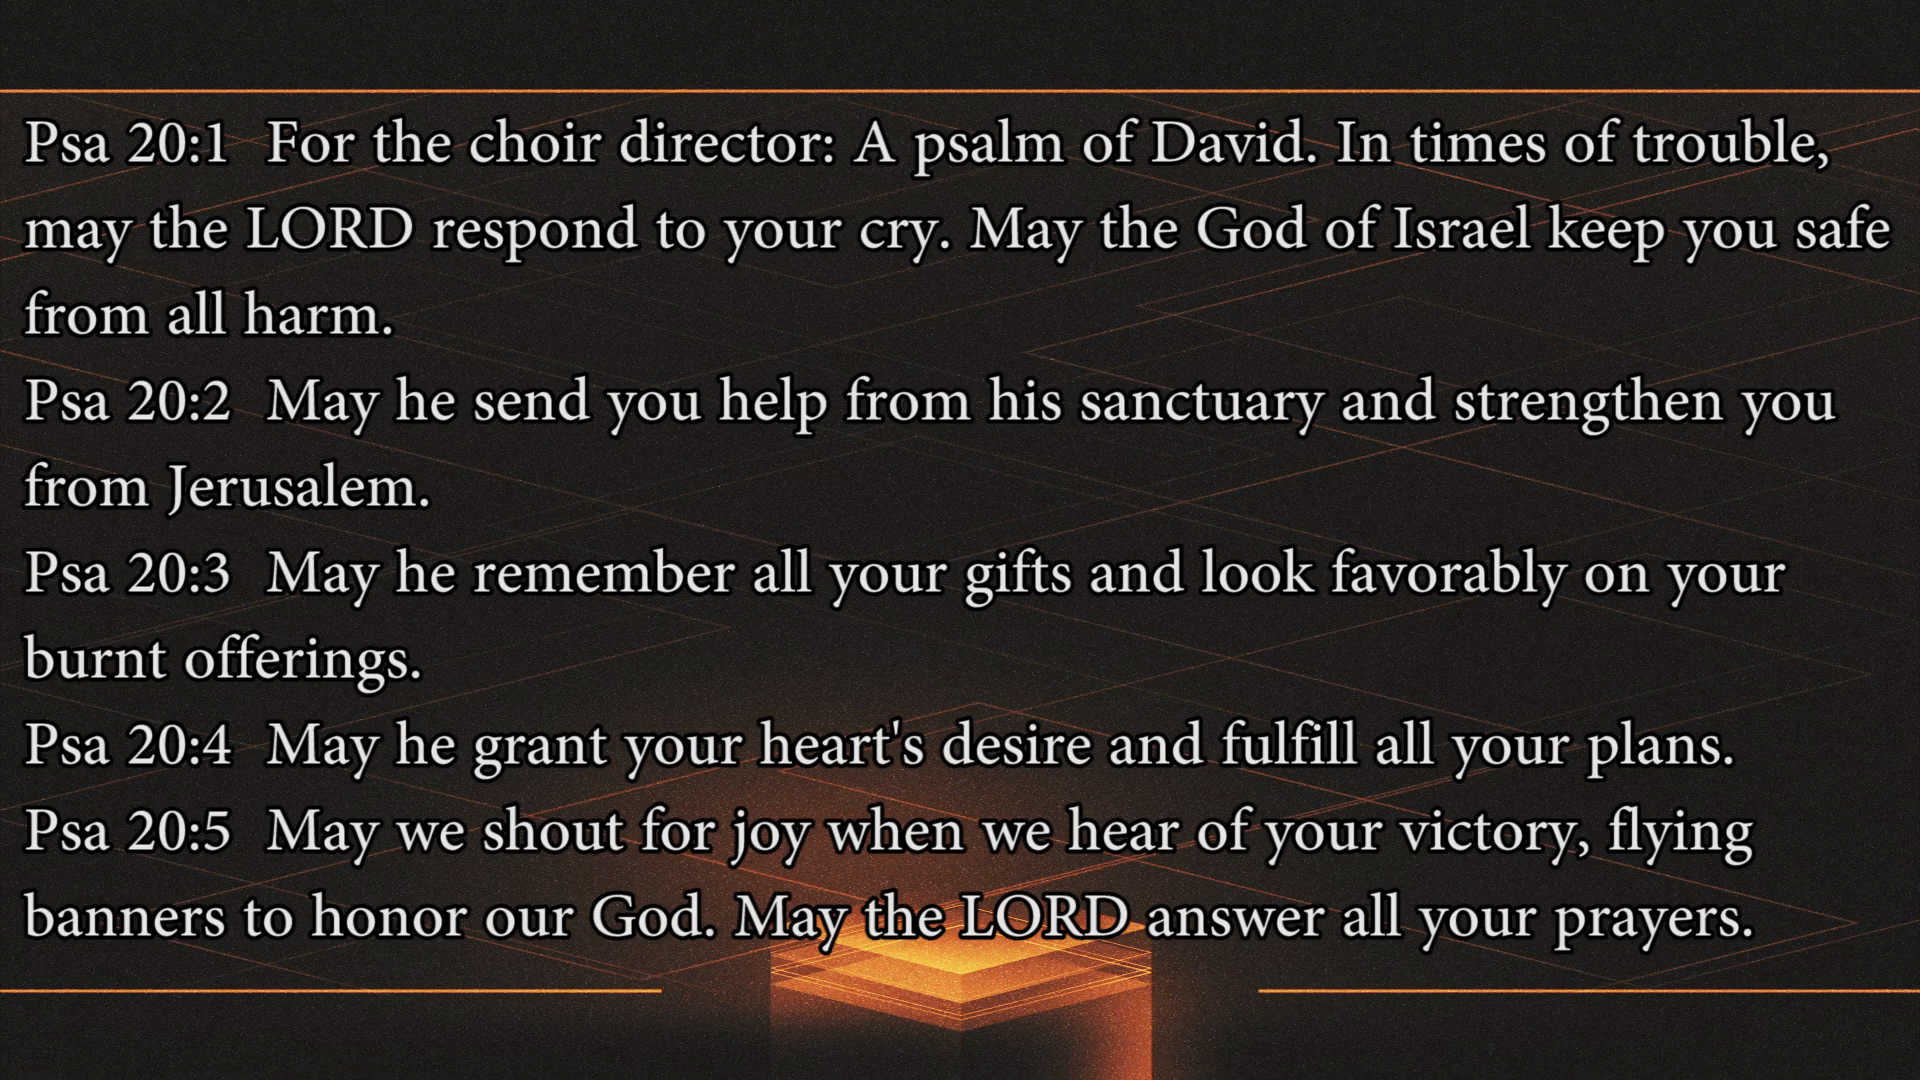 Psa 20:1  For the choir director: A psalm of David. In times of trouble,
may the LORD respond to your cry. May the God of Israel keep you safe
from all harm.
Psa 20:2  May he send you help from his sanctuary and strengthen you
from Jerusalem.
Psa 20:3  May he remember all your gifts and look favorably on your
burnt offerings.
Psa 20:4  May he grant your heart's desire and fulfill all your plans.
Psa 20:5  May we shout for joy when we hear of your victory, flying
banners to honor our God. May the LORD answer all your prayers.